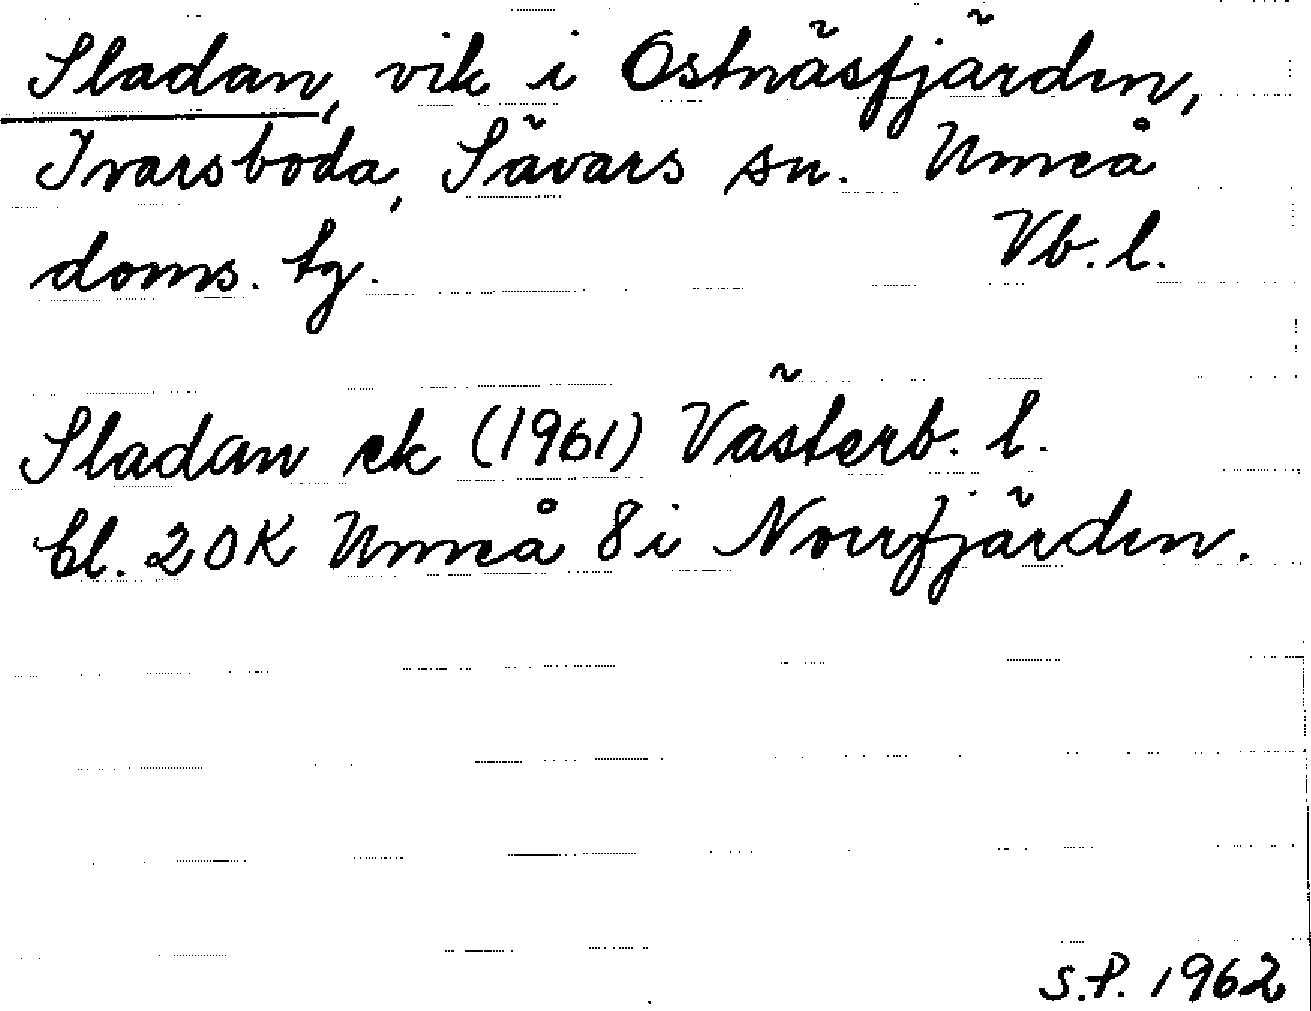 Sladan, vik i Ostnäsfjärden,
Ivarsboda, Sävars sn. Umeå
doms. tg. Vb. l.
Sladan ek (1961) Västerb. l.
bl. 20K Umeå 8i Norrfjärden.
S.P. 1962